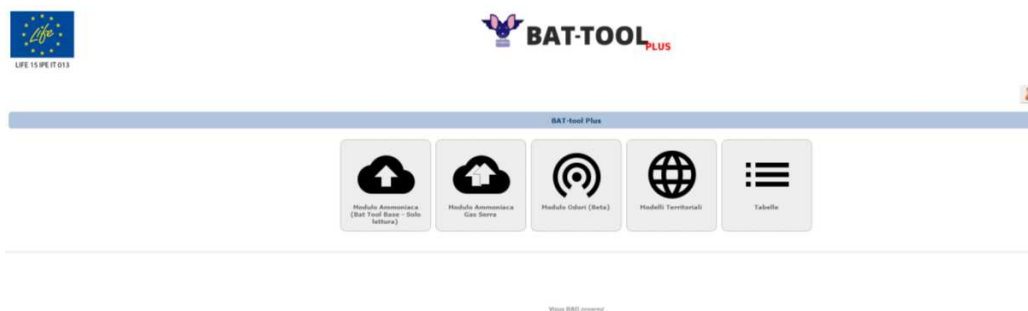 Life
BAT-TOOL PLUS
LIFE 15 IPE IT 013
BAT-tool Plus
Modulo Ammoniaca
(Bat Tool Base - Solo
lettura)
Modulo Ammoniaca
Gas Serra
Modulo Odori (Beta)
Modelli Territoriali
Tabelle